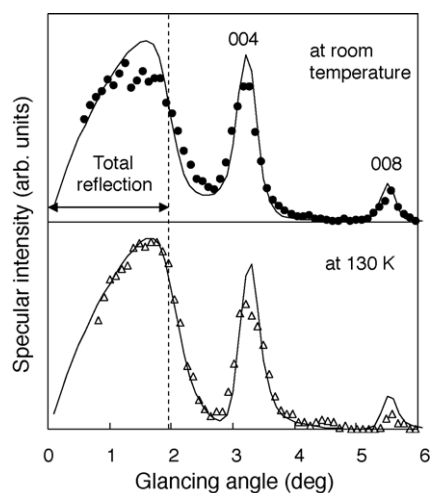 Specular intensity (arb. units)
004
at room
temperature
008
Total
reflection
at 130 K
0 1 2 3 4 5 6
Glancing angle (deg)